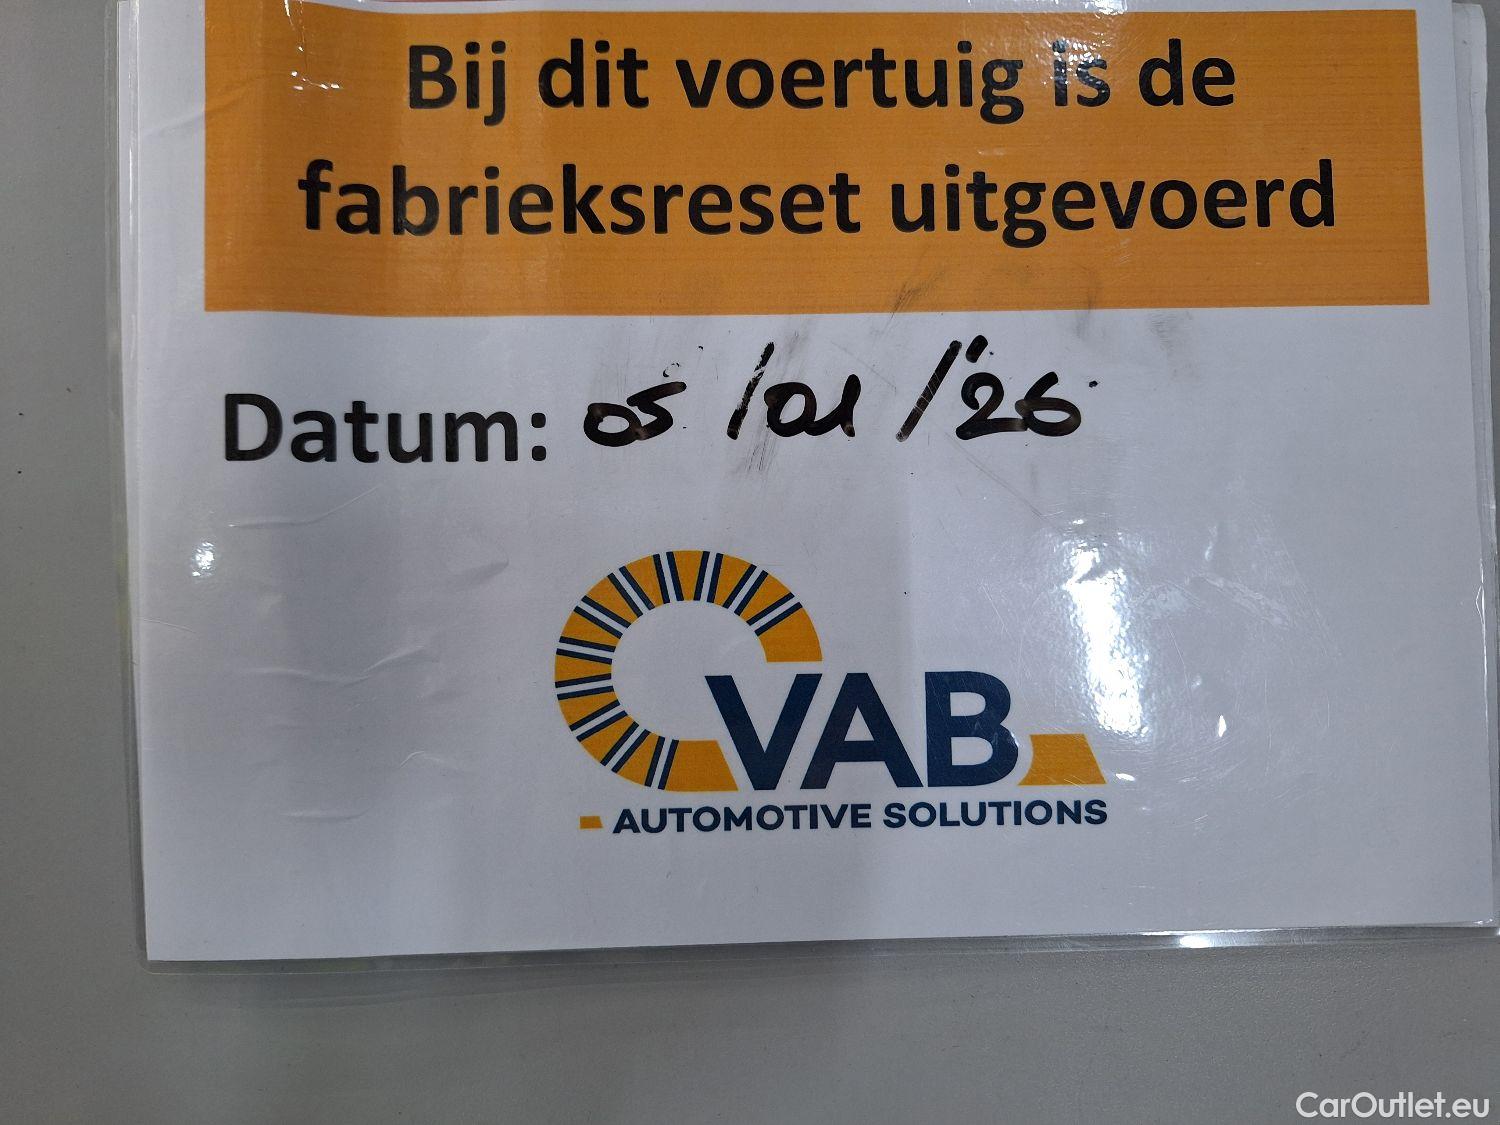 Bij dit voertuig is de
fabrieksreset uitgevoerd
Datum: 05/01/'26
VAB
AUTOMOTIVE SOLUTIONS
CarOutlet.eu